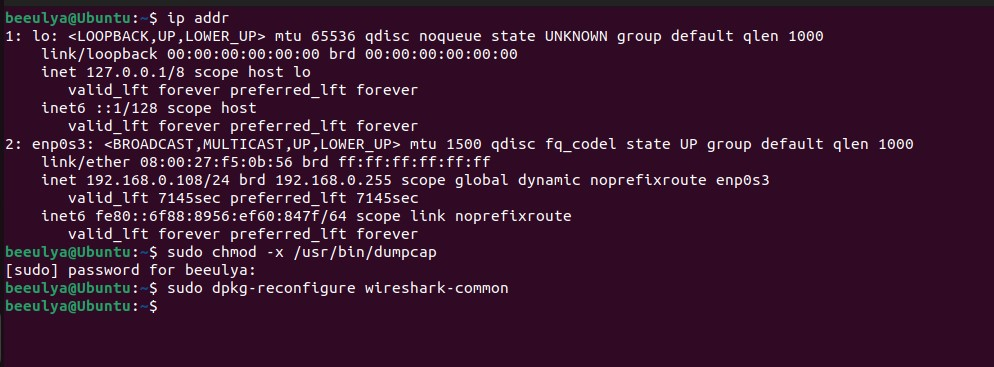 beeulya@Ubuntu:~$ ip addr
1: lo: <LOOPBACK,UP,LOWER_UP> mtu 65536 qdisc noqueue state UNKNOWN group default qlen 1000
    link/loopback 00:00:00:00:00:00 brd 00:00:00:00:00:00
    inet 127.0.0.1/8 scope host lo
       valid_lft forever preferred_lft forever
    inet6 ::1/128 scope host
       valid_lft forever preferred_lft forever
2: enp0s3: <BROADCAST,MULTICAST,UP,LOWER_UP> mtu 1500 qdisc fq_codel state UP group default qlen 1000
    link/ether 08:00:27:f5:0b:56 brd ff:ff:ff:ff:ff:ff
    inet 192.168.0.108/24 brd 192.168.0.255 scope global dynamic noprefixroute enp0s3
       valid_lft 7145sec preferred_lft 7145sec
    inet6 fe80::6f88:8956:ef60:847f/64 scope link noprefixroute
       valid_lft forever preferred_lft forever
beeulya@Ubuntu:~$ sudo chmod -x /usr/bin/dumpcap
[sudo] password for beeulya:
beeulya@Ubuntu:~$ sudo dpkg-reconfigure wireshark-common
beeulya@Ubuntu:~$